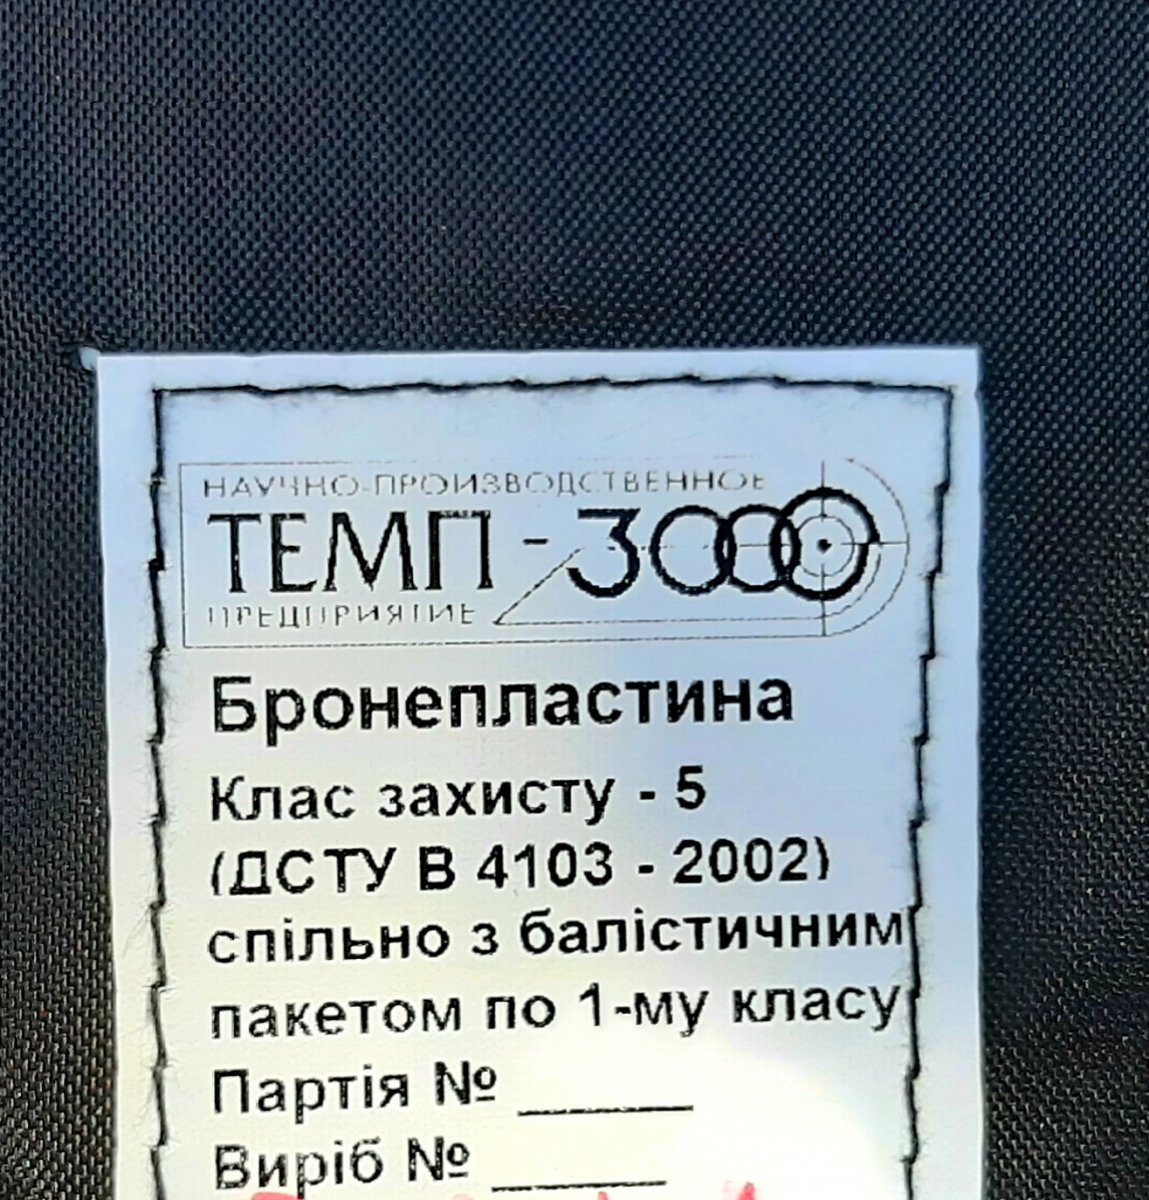 НАУЧНО-ПРОИЗВОДСТВЕННОЕ
ТЕМП - 3000
ПРЕДПРИЯТИЕ
Бронепластина
Клас захисту - 5
(ДСТУ В 4103 - 2002)
спільно з балістичним
пакетом по 1-му класу
Партія № ______
Виріб № ______